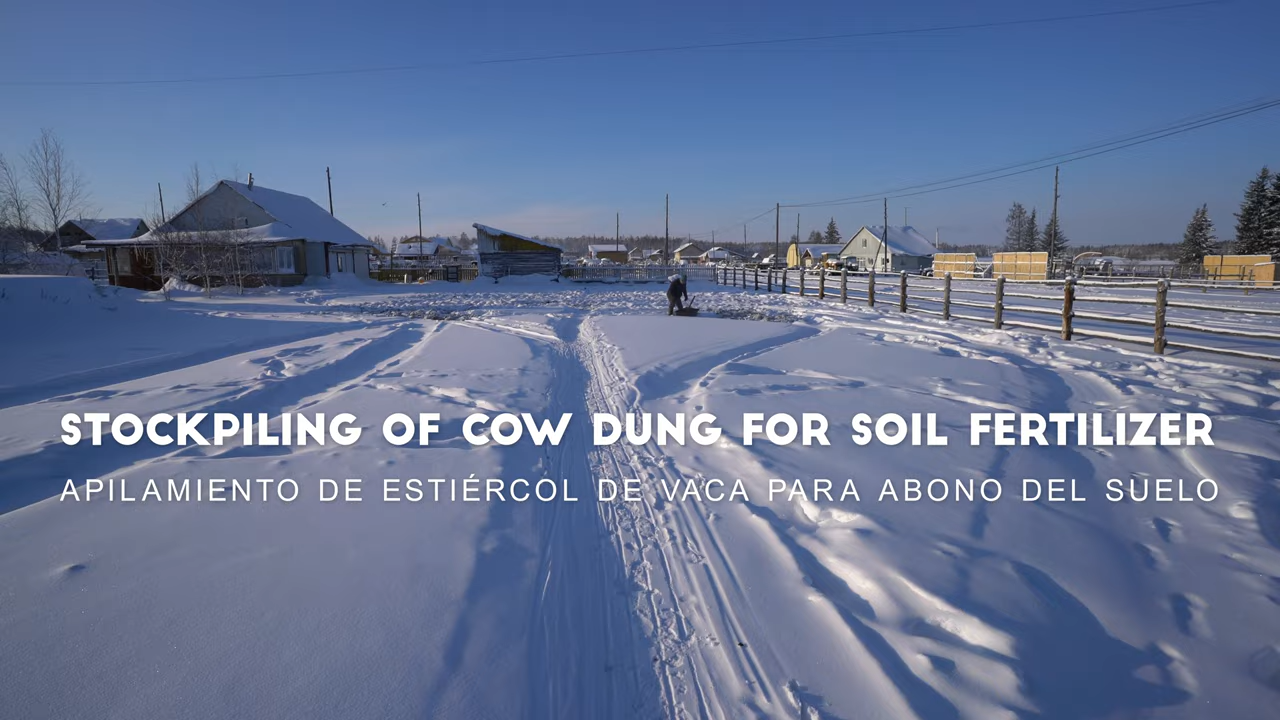 STOCKPILING OF COW DUNG FOR SOIL FERTILIZER
APILAMIENTO DE ESTIÉRCOL DE VACA PARA ABONO DEL SUELO